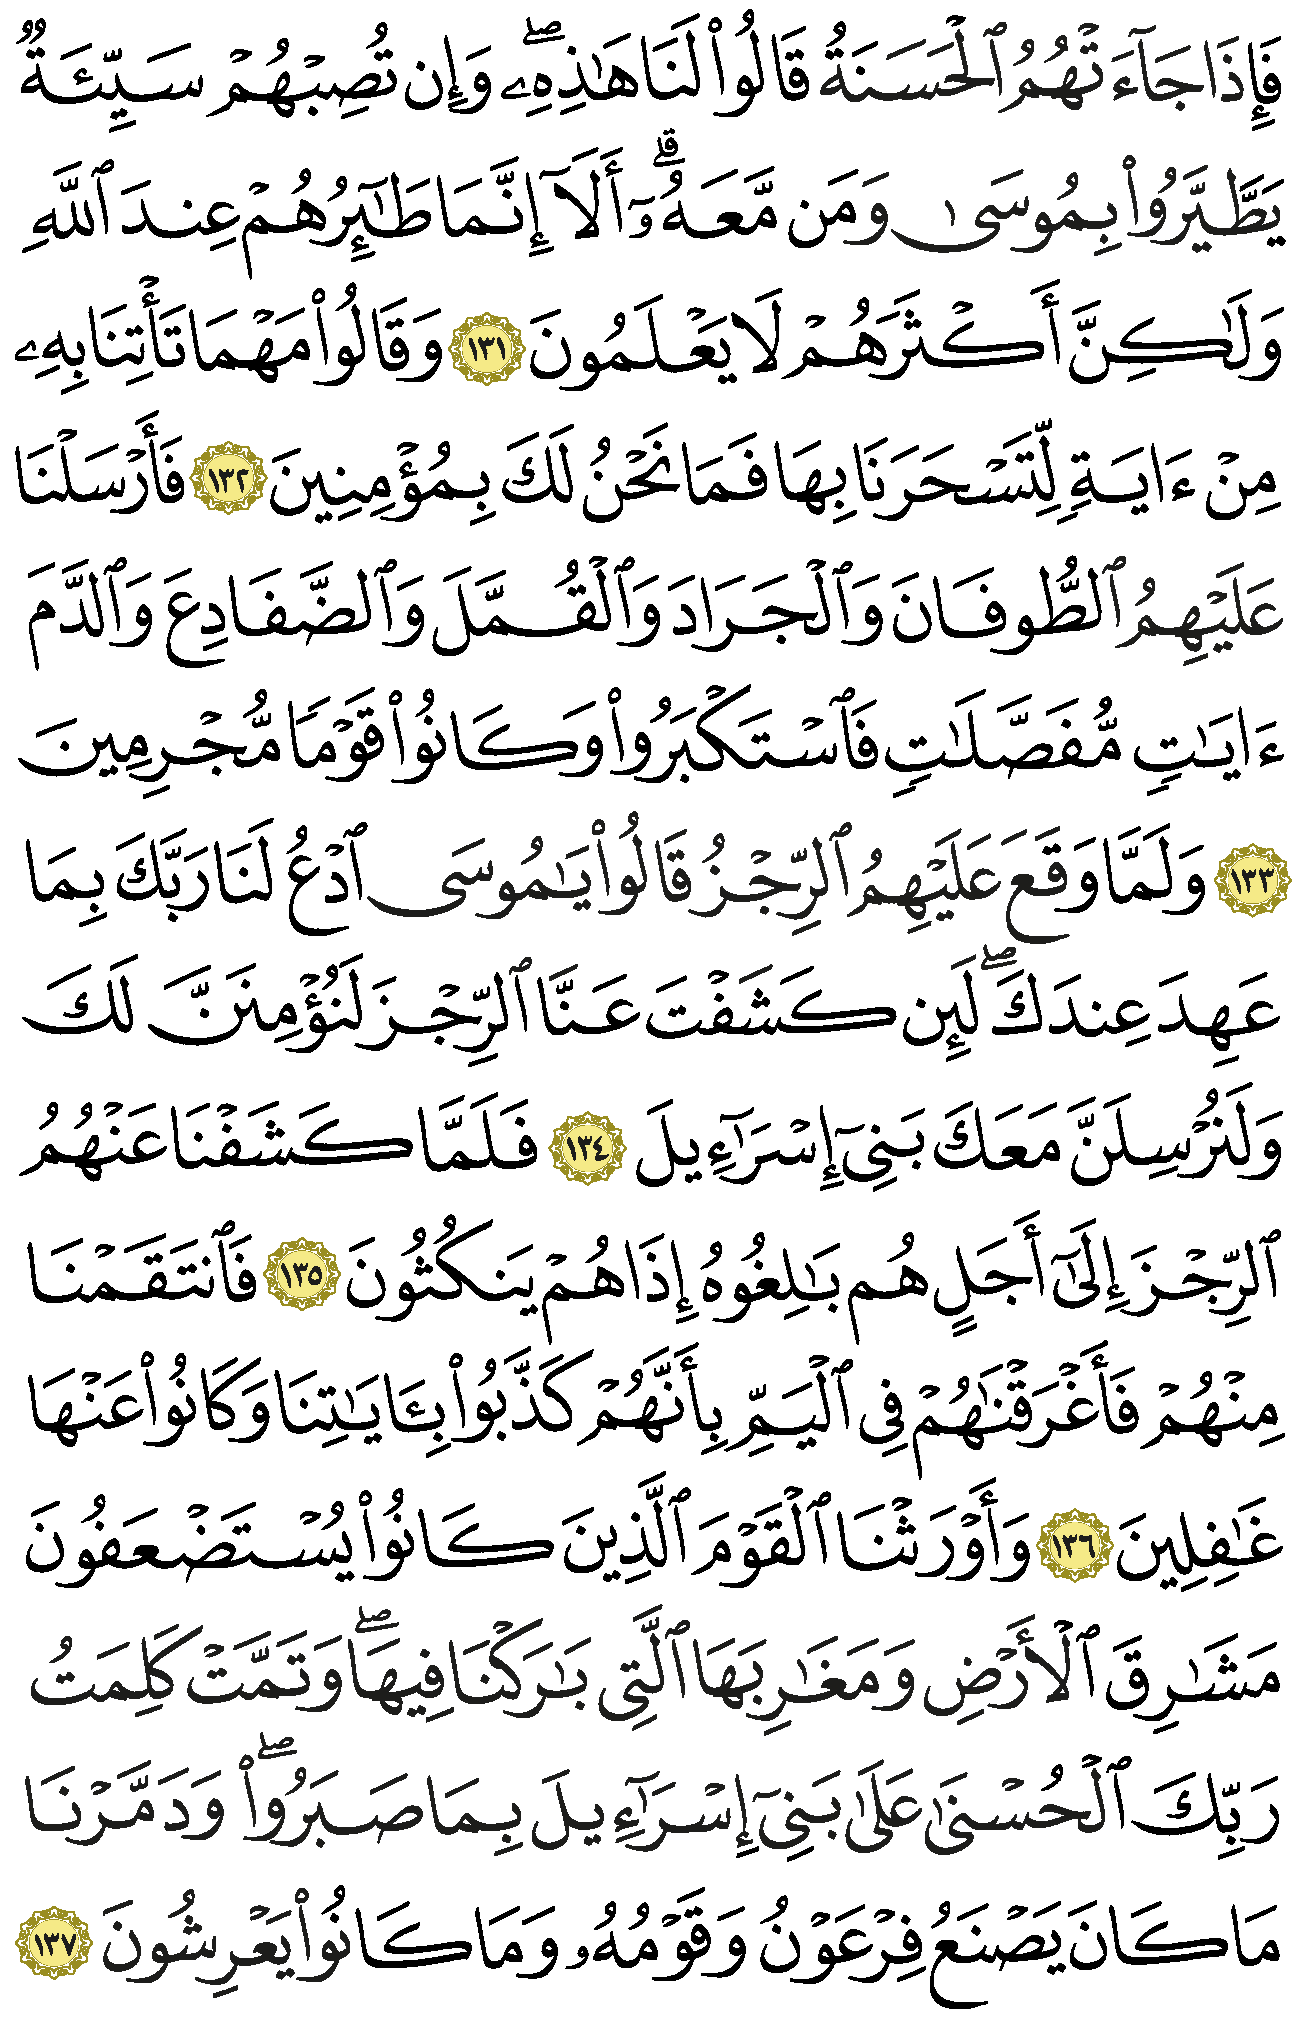 فَإِذَا جَآءَتْهُمُ ٱلْحَسَنَةُ قَالُوا۟ لَنَا هَـٰذِهِۦ ۖ وَإِن تُصِبْهُمْ سَيِّئَةٌ
يَطَّيَّرُوا۟ بِمُوسَىٰ وَمَن مَّعَهُۥٓ ۗ أَلَآ إِنَّمَا طَـٰٓئِرُهُمْ عِندَ ٱللَّهِ
وَلَـٰكِنَّ أَكْثَرَهُمْ لَا يَعْلَمُونَ ١٣١ وَقَالُوا۟ مَهْمَا تَأْتِنَا بِهِۦ
مِنْ ءَايَةٍ لِّتَسْحَرَنَا بِهَا فَمَا نَحْنُ لَكَ بِمُؤْمِنِينَ ١٣٢ فَأَرْسَلْنَا
عَلَيْهِمُ ٱلطُّوفَانَ وَٱلْجَرَادَ وَٱلْقُمَّلَ وَٱلضَّفَادِعَ وَٱلدَّمَ
ءَايَـٰتٍ مُّفَصَّلَـٰتٍ فَٱسْتَكْبَرُوا۟ وَكَانُوا۟ قَوْمًا مُّجْرِمِينَ
١٣٣ وَلَمَّا وَقَعَ عَلَيْهِمُ ٱلرِّجْزُ قَالُوا۟ يَـٰمُوسَى ٱدْعُ لَنَا رَبَّكَ بِمَا
عَهِدَ عِندَكَ ۖ لَئِن كَشَفْتَ عَنَّا ٱلرِّجْزَ لَنُؤْمِنَنَّ لَكَ
وَلَنُرْسِلَنَّ مَعَكَ بَنِىٓ إِسْرَٰٓءِيلَ ١٣٤ فَلَمَّا كَشَفْنَا عَنْهُمُ
ٱلرِّجْزَ إِلَىٰٓ أَجَلٍ هُم بَـٰلِغُوهُ إِذَا هُمْ يَنكُثُونَ ١٣٥ فَٱنتَقَمْنَا
مِنْهُمْ فَأَغْرَقْنَـٰهُمْ فِى ٱلْيَمِّ بِأَنَّهُمْ كَذَّبُوا۟ بِـَٔايَـٰتِنَا وَكَانُوا۟ عَنْهَا
غَـٰفِلِينَ ١٣٦ وَأَوْرَثْنَا ٱلْقَوْمَ ٱلَّذِينَ كَانُوا۟ يُسْتَضْعَفُونَ
مَشَـٰرِقَ ٱلْأَرْضِ وَمَغَـٰرِبَهَا ٱلَّتِى بَـٰرَكْنَا فِيهَا ۖ وَتَمَّتْ كَلِمَتُ
رَبِّكَ ٱلْحُسْنَىٰ عَلَىٰ بَنِىٓ إِسْرَٰٓءِيلَ بِمَا صَبَرُوا۟ ۖ وَدَمَّرْنَا
مَا كَانَ يَصْنَعُ فِرْعَوْنُ وَقَوْمُهُۥ وَمَا كَانُوا۟ يَعْرِشُونَ ١٣٧